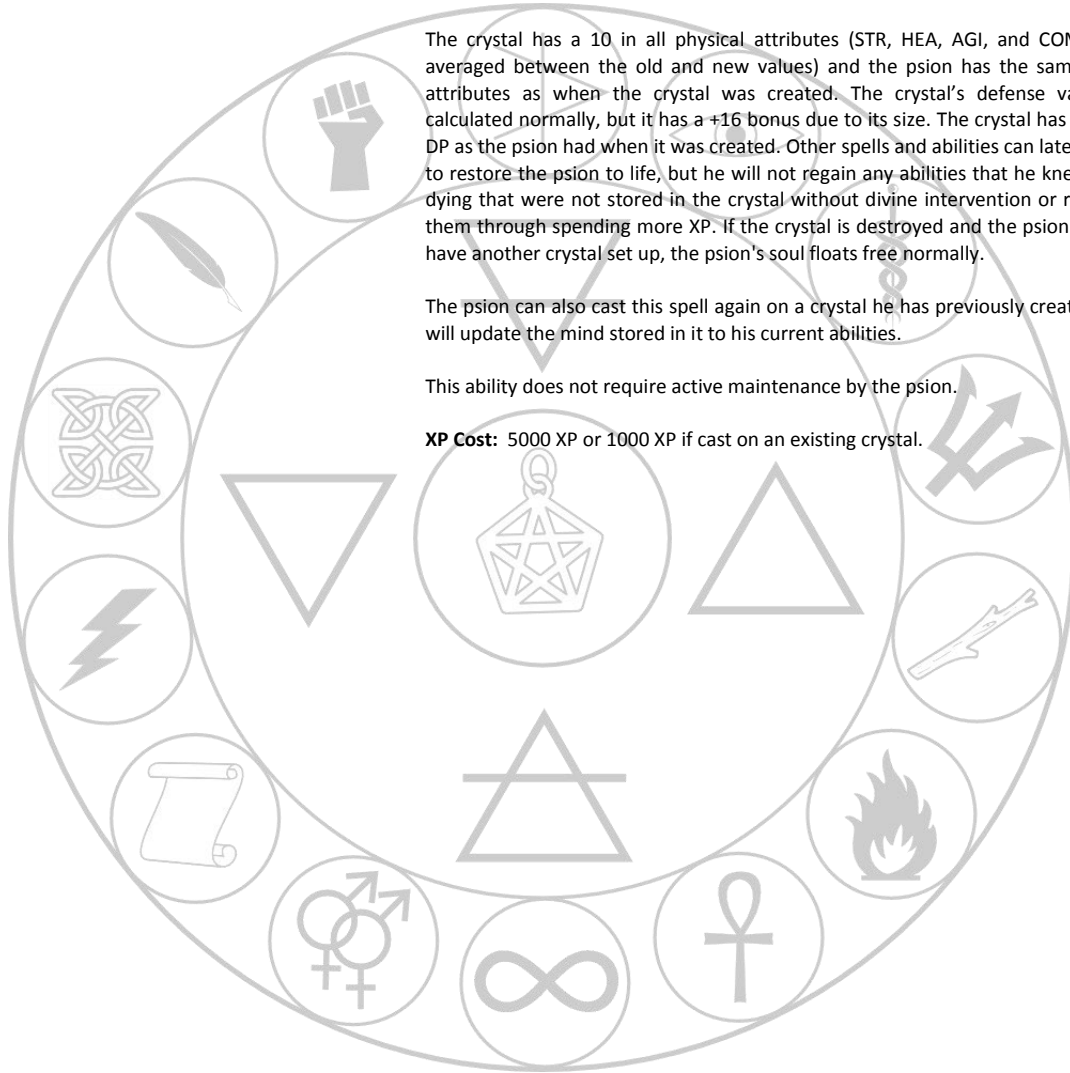 The crystal has a 10 in all physical attributes (STR, HEA, AGI, and COM
averaged between the old and new values) and the psion has the sam
attributes as when the crystal was created. The crystal's defense va
calculated normally, but it has a +16 bonus due to its size. The crystal has
DP as the psion had when it was created. Other spells and abilities can late
to restore the psion to life, but he will not regain any abilities that he kne
dying that were not stored in the crystal without divine intervention or r
them through spending more XP. If the crystal is destroyed and the psion
have another crystal set up, the psion's soul floats free normally.
The psion can also cast this spell again on a crystal he has previously creat
will update the mind stored in it to his current abilities.
This ability does not require active maintenance by the psion.
XP Cost: 5000 XP or 1000 XP if cast on an existing crystal.